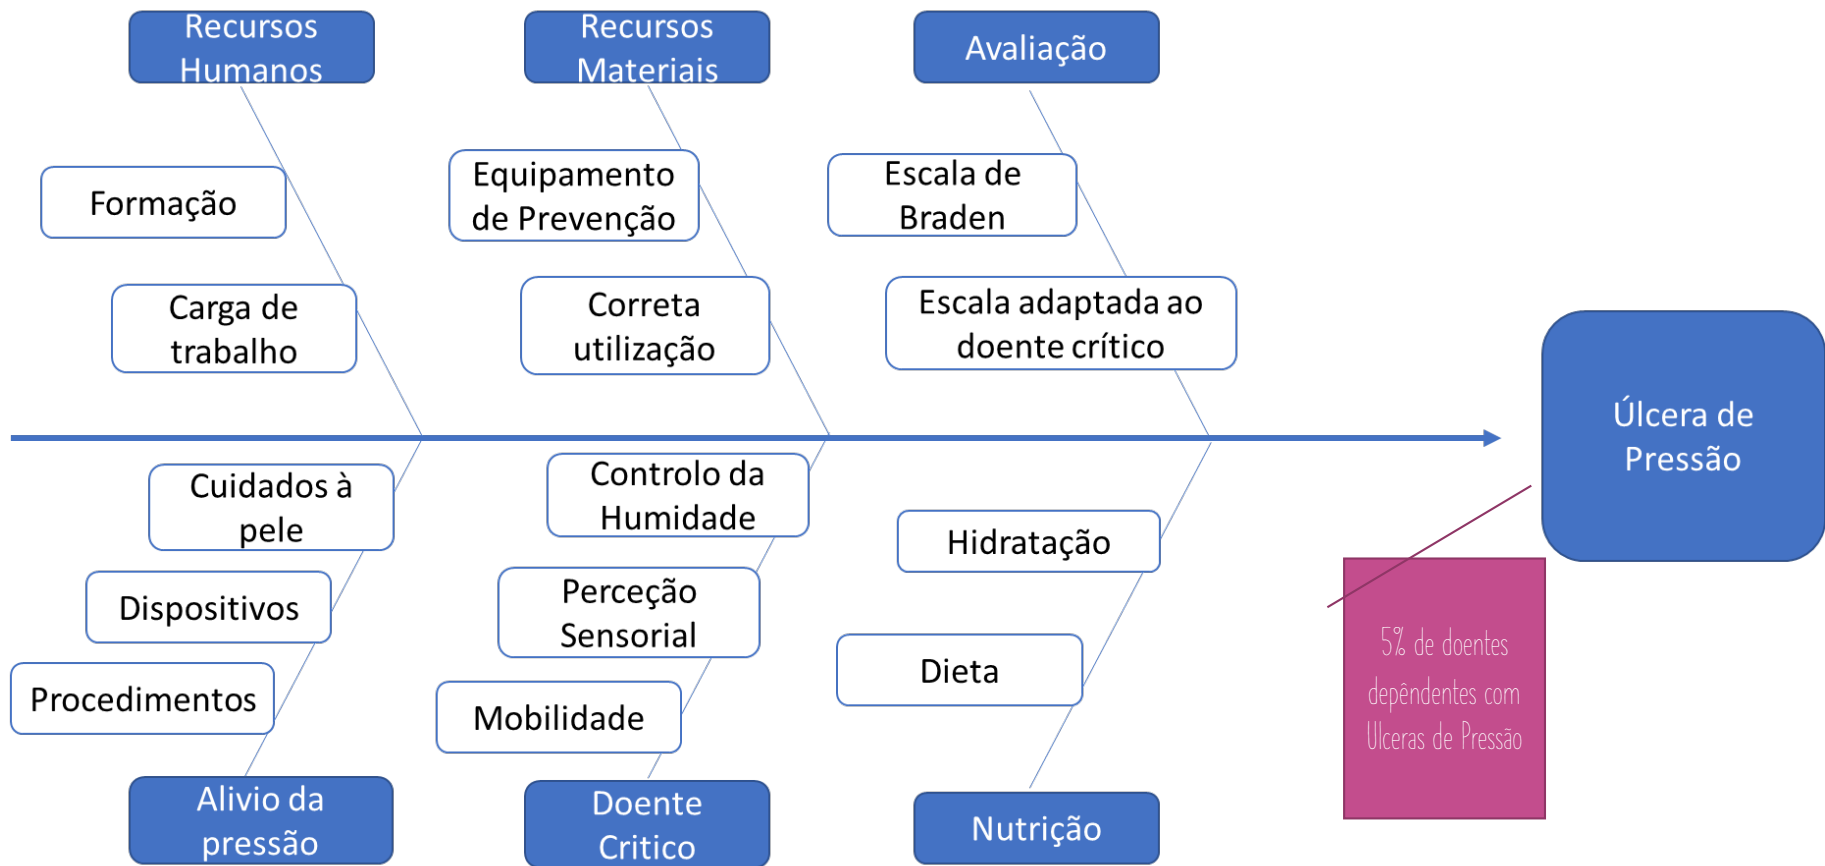 Recursos
Humanos
Recursos
Materiais
Avaliação
Formação
Equipamento
de Prevenção
Escala de
Braden
Carga de
trabalho
Correta
utilização
Escala adaptada ao
doente crítico
Úlcera de
Pressão
Cuidados à
pele
Controlo da
Humidade
Hidratação
Dispositivos
Perceção
Sensorial
Dieta
Procedimentos
Mobilidade
5% de doentes
depêndentes com
Ulceras de Pressão
Alivio da
pressão
Doente
Critico
Nutrição